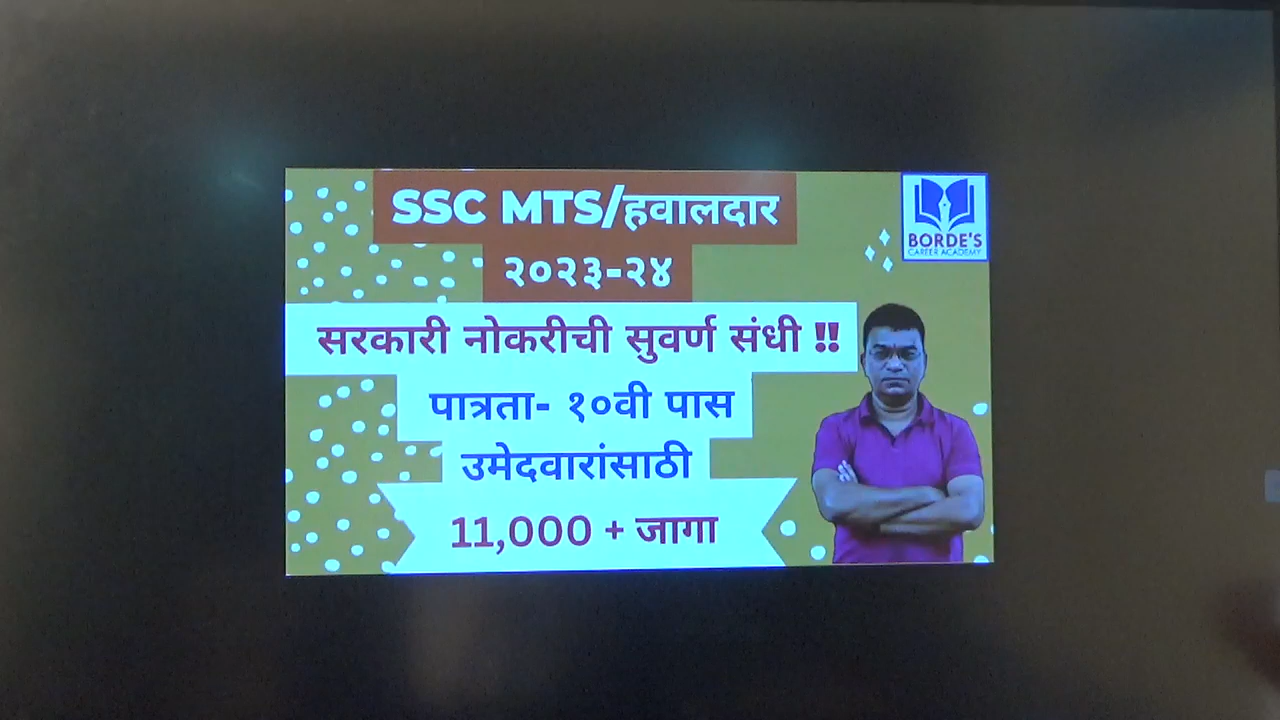 SSC MTS/हवालदार
२०२३-२४
BORDE'S
CAREER ACADEMY
सरकारी नोकरीची सुवर्ण संधी !!
पात्रता- १०वी पास
उमेदवारांसाठी
11,000 + जागा